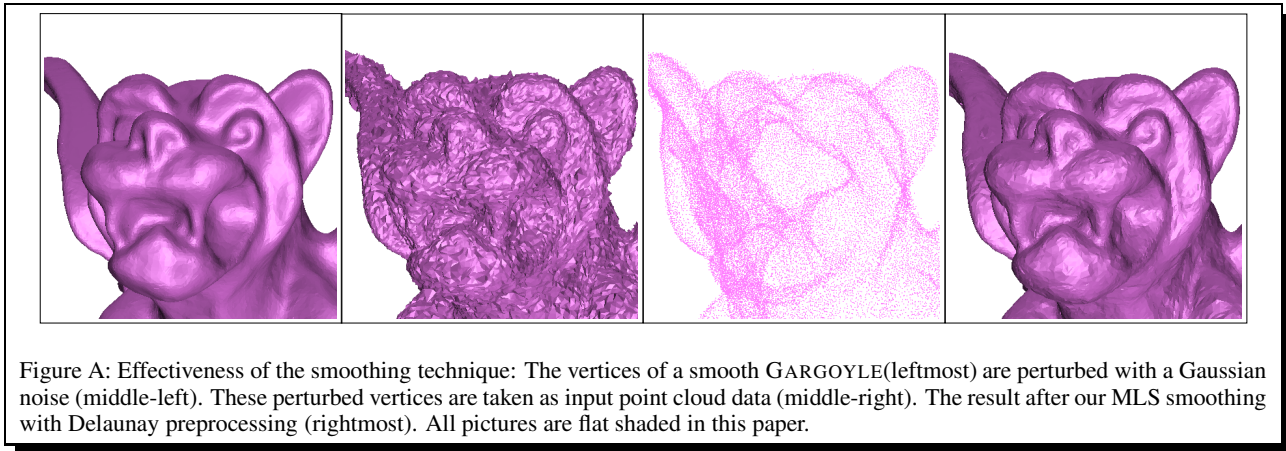 Figure A: Effectiveness of the smoothing technique: The vertices of a smooth GARGOYLE(leftmost) are perturbed with a Gaussian
noise (middle-left). These perturbed vertices are taken as input point cloud data (middle-right). The result after our MLS smoothing
with Delaunay preprocessing (rightmost). All pictures are flat shaded in this paper.